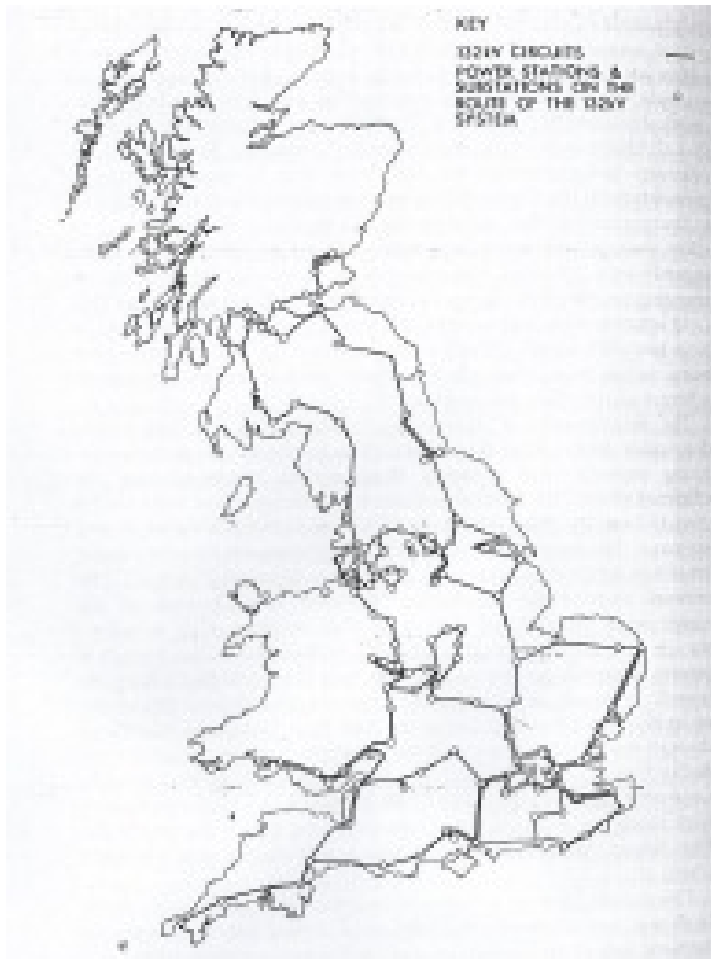 KEY
132kV CIRCUITS
POWER STATIONS &
SUBSTATIONS ON THE
ROUTE OF THE 132kV
SYSTEM